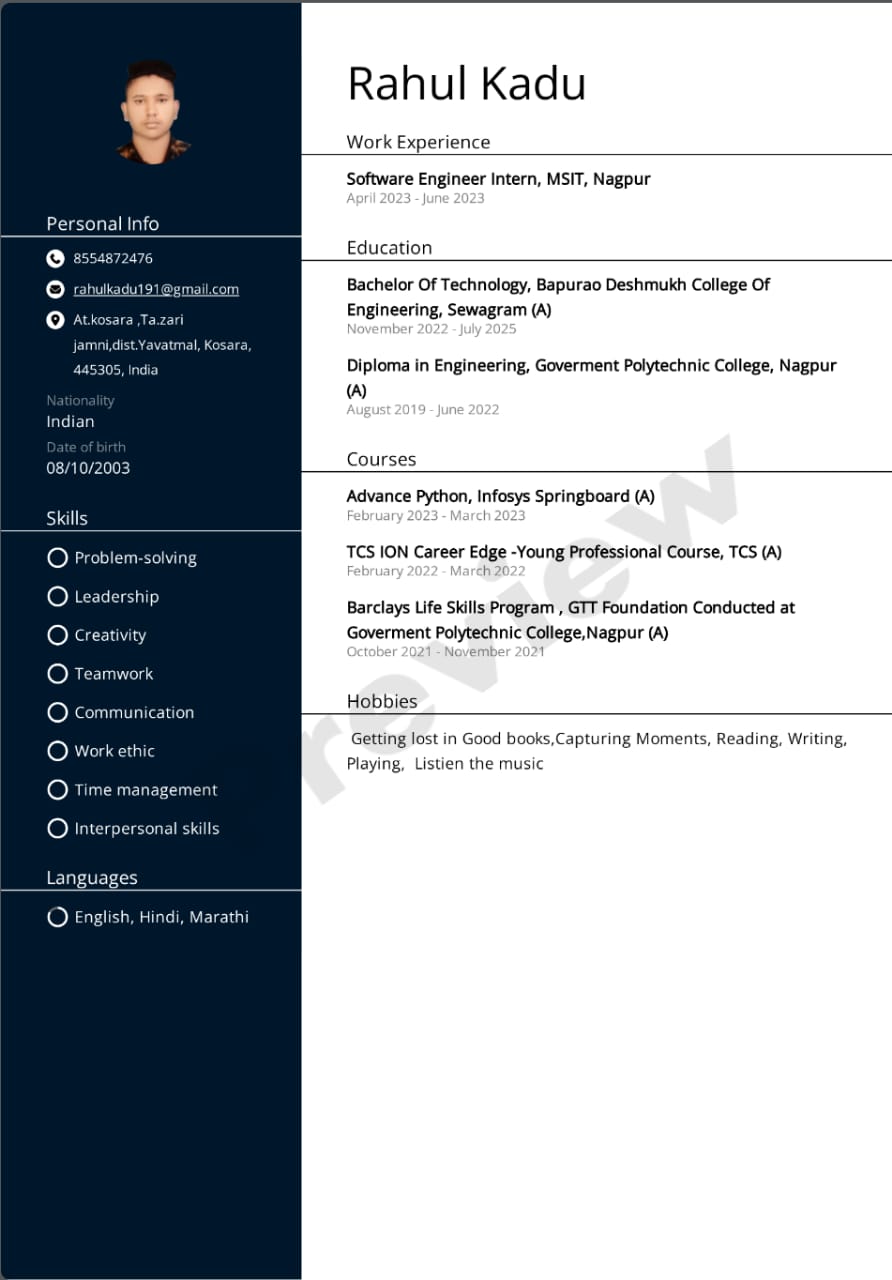 Rahul Kadu
Personal Info
8554872476
rahulkadu191@gmail.com
At.kosara ,Ta.zari
jamni,dist.Yavatmal, Kosara,
445305, India
Nationality
Indian
Date of birth
08/10/2003
Skills
Problem-solving
Leadership
Creativity
Teamwork
Communication
Work ethic
Time management
Interpersonal skills
Languages
English, Hindi, Marathi
Work Experience
Software Engineer Intern, MSIT, Nagpur
April 2023 - June 2023
Education
Bachelor Of Technology, Bapurao Deshmukh College Of
Engineering, Sewagram (A)
November 2022 - July 2025
Diploma in Engineering, Goverment Polytechnic College, Nagpur
(A)
August 2019 - June 2022
Courses
Advance Python, Infosys Springboard (A)
February 2023 - March 2023
TCS ION Career Edge -Young Professional Course, TCS (A)
February 2022 - March 2022
Barclays Life Skills Program , GTT Foundation Conducted at
Goverment Polytechnic College,Nagpur (A)
October 2021 - November 2021
Hobbies
Getting lost in Good books,Capturing Moments, Reading, Writing,
Playing,  Listien the music
Preview